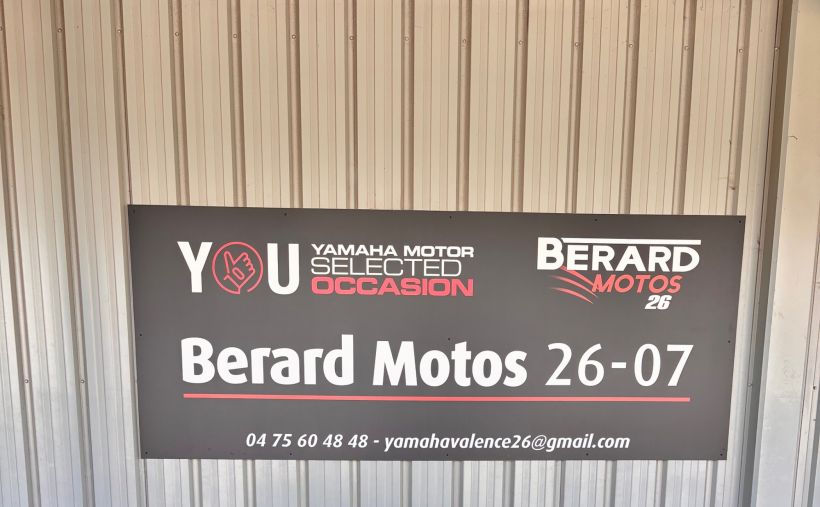 YOU YAMAHA MOTOR
SELECTED
OCCASION
BERARD
MOTOS
26
Berard Motos 26-07
04 75 60 48 48 - yamahavalence26@gmail.com